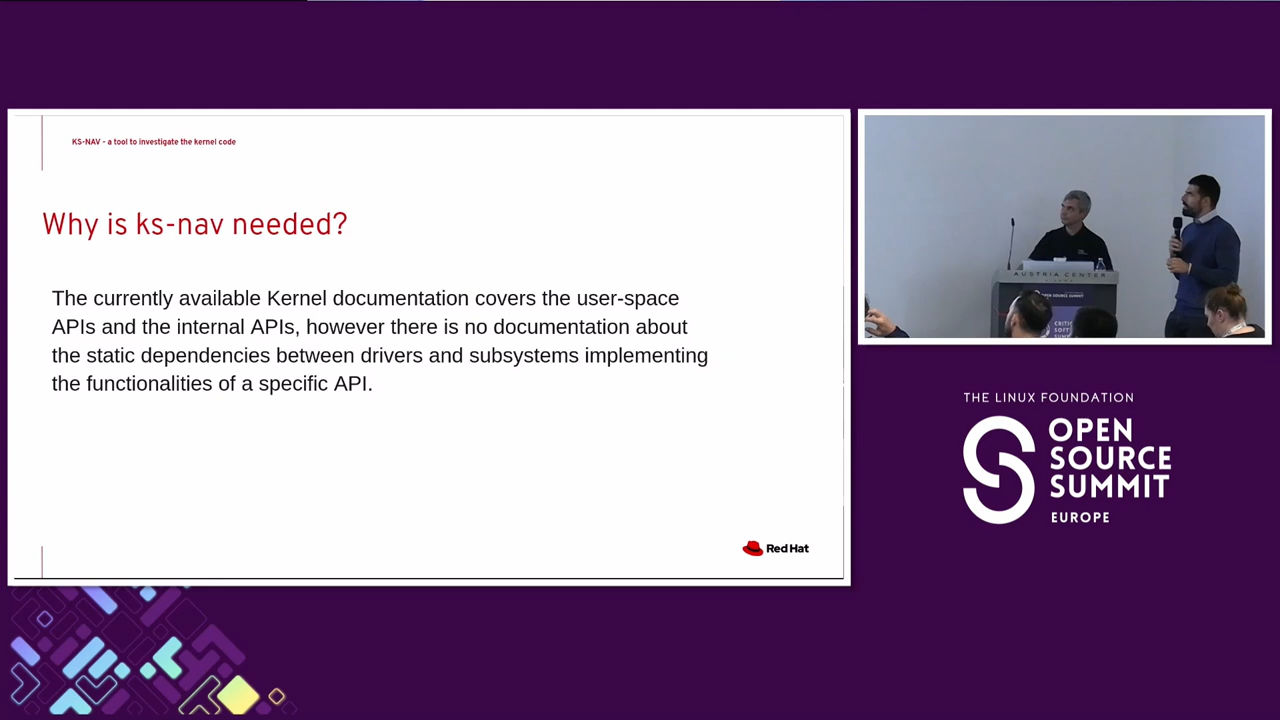 KS-NAV - a tool to investigate the kernel code
Why is ks-nav needed?
The currently available Kernel documentation covers the user-space
APIs and the internal APIs, however there is no documentation about
the static dependencies between drivers and subsystems implementing
the functionalities of a specific API.
Red Hat
AUSTRIA CENTER
OPEN SOURCE SUMMIT
THE LINUX FOUNDATION
OPEN
SOURCE
SUMMIT
EUROPE